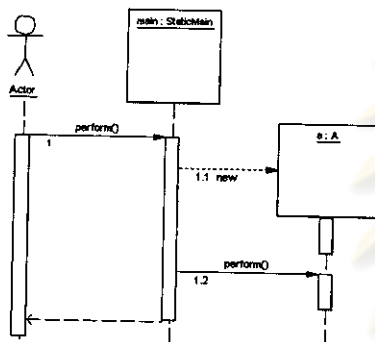 main : StaticMain
Actor
perform()
1
a : A
1.1 new
perform()
1.2